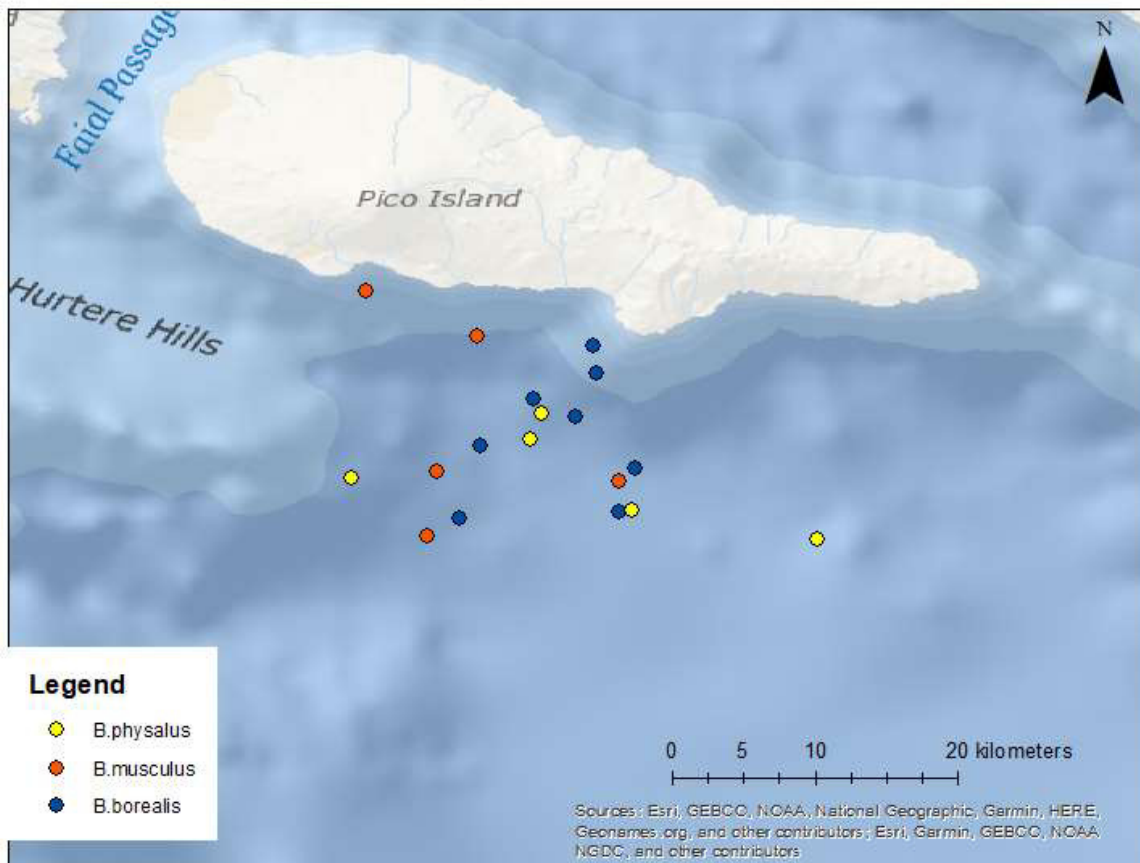 Faial Passage
N
Pico Island
Hurtere Hills
Legend
B.physalus
B.musculus
B.borealis
0 5 10 20 kilometers
Sources: Esri, GEBCO, NOAA, National Geographic, Garmin, HERE,
Geonames.org, and other contributors; Esri, Garmin, GEBCO, NOAA
NGDC, and other contributors